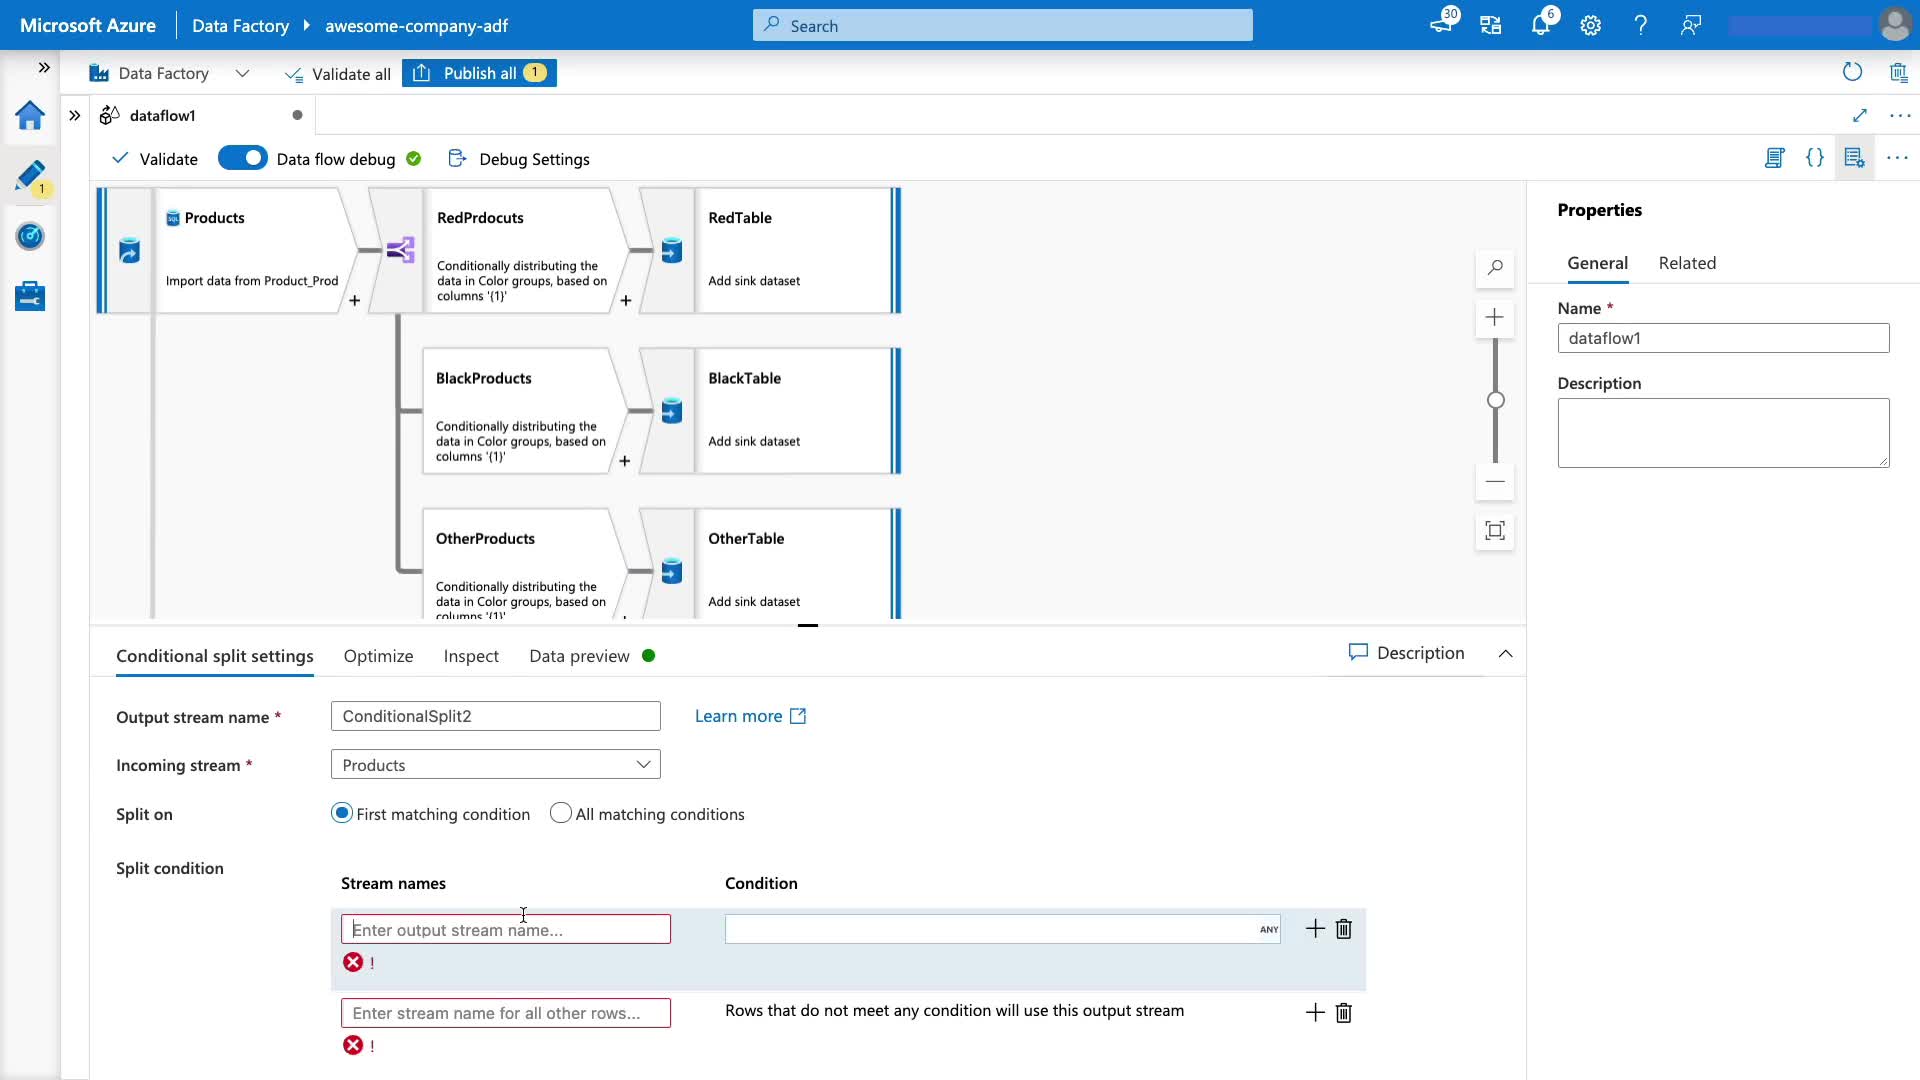 Microsoft Azure
Data Factory
awesome-company-adf
Search
30
6
Data Factory
Validate all
Publish all 1
dataflow1
1
Validate
Data flow debug
Debug Settings
Products
Import data from Product_Prod
RedPrdocuts
Conditionally distributing the
data in Color groups, based on
columns '{1}'
RedTable
Add sink dataset
BlackProducts
Conditionally distributing the
data in Color groups, based on
columns '{1}'
BlackTable
Add sink dataset
OtherProducts
Conditionally distributing the
data in Color groups, based on
columns '{1}'
OtherTable
Add sink dataset
Properties
General
Related
Name *
dataflow1
Description
Conditional split settings
Optimize
Inspect
Data preview
Description
Output stream name *
ConditionalSplit2
Learn more
Incoming stream *
Products
Split on
First matching condition
All matching conditions
Split condition
Stream names
Condition
Enter output stream name...
ANY
!
Enter stream name for all other rows...
Rows that do not meet any condition will use this output stream
!